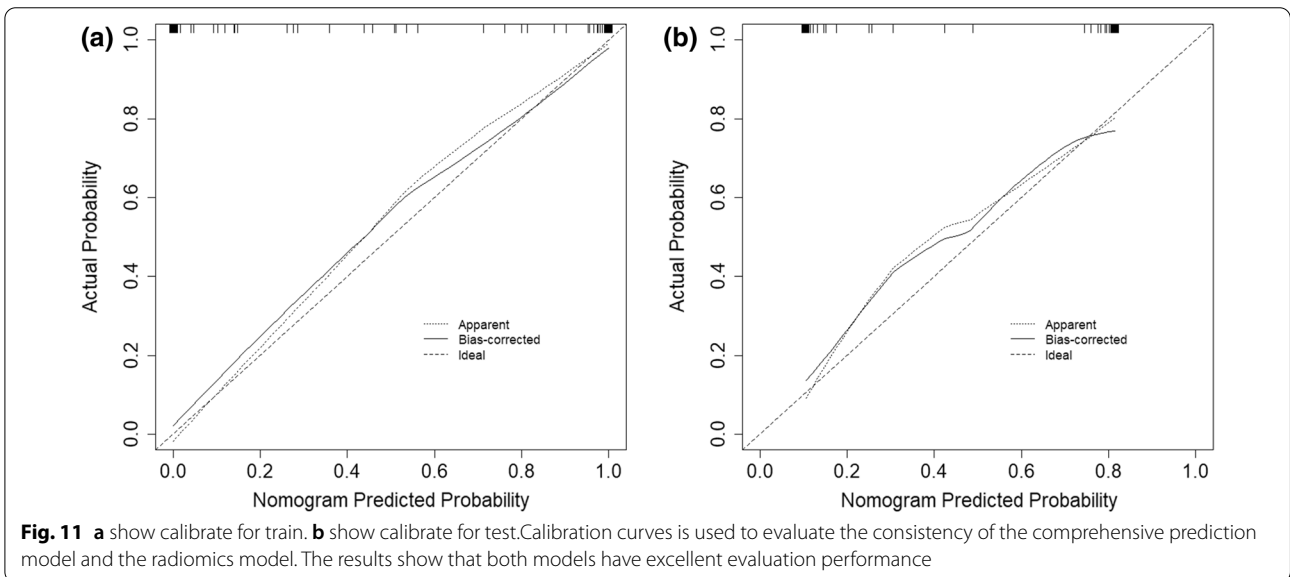 (a)
1.0
0.8
0.6
0.4
0.2
0.0
Actual Probability
Apparent
Bias-corrected
Ideal
0.0 0.2 0.4 0.6 0.8 1.0
Nomogram Predicted Probability
(b)
1.0
0.8
0.6
0.4
0.2
0.0
Actual Probability
Apparent
Bias-corrected
Ideal
0.0 0.2 0.4 0.6 0.8 1.0
Nomogram Predicted Probability
Fig. 11 a show calibrate for train. b show calibrate for test.Calibration curves is used to evaluate the consistency of the comprehensive prediction
model and the radiomics model. The results show that both models have excellent evaluation performance